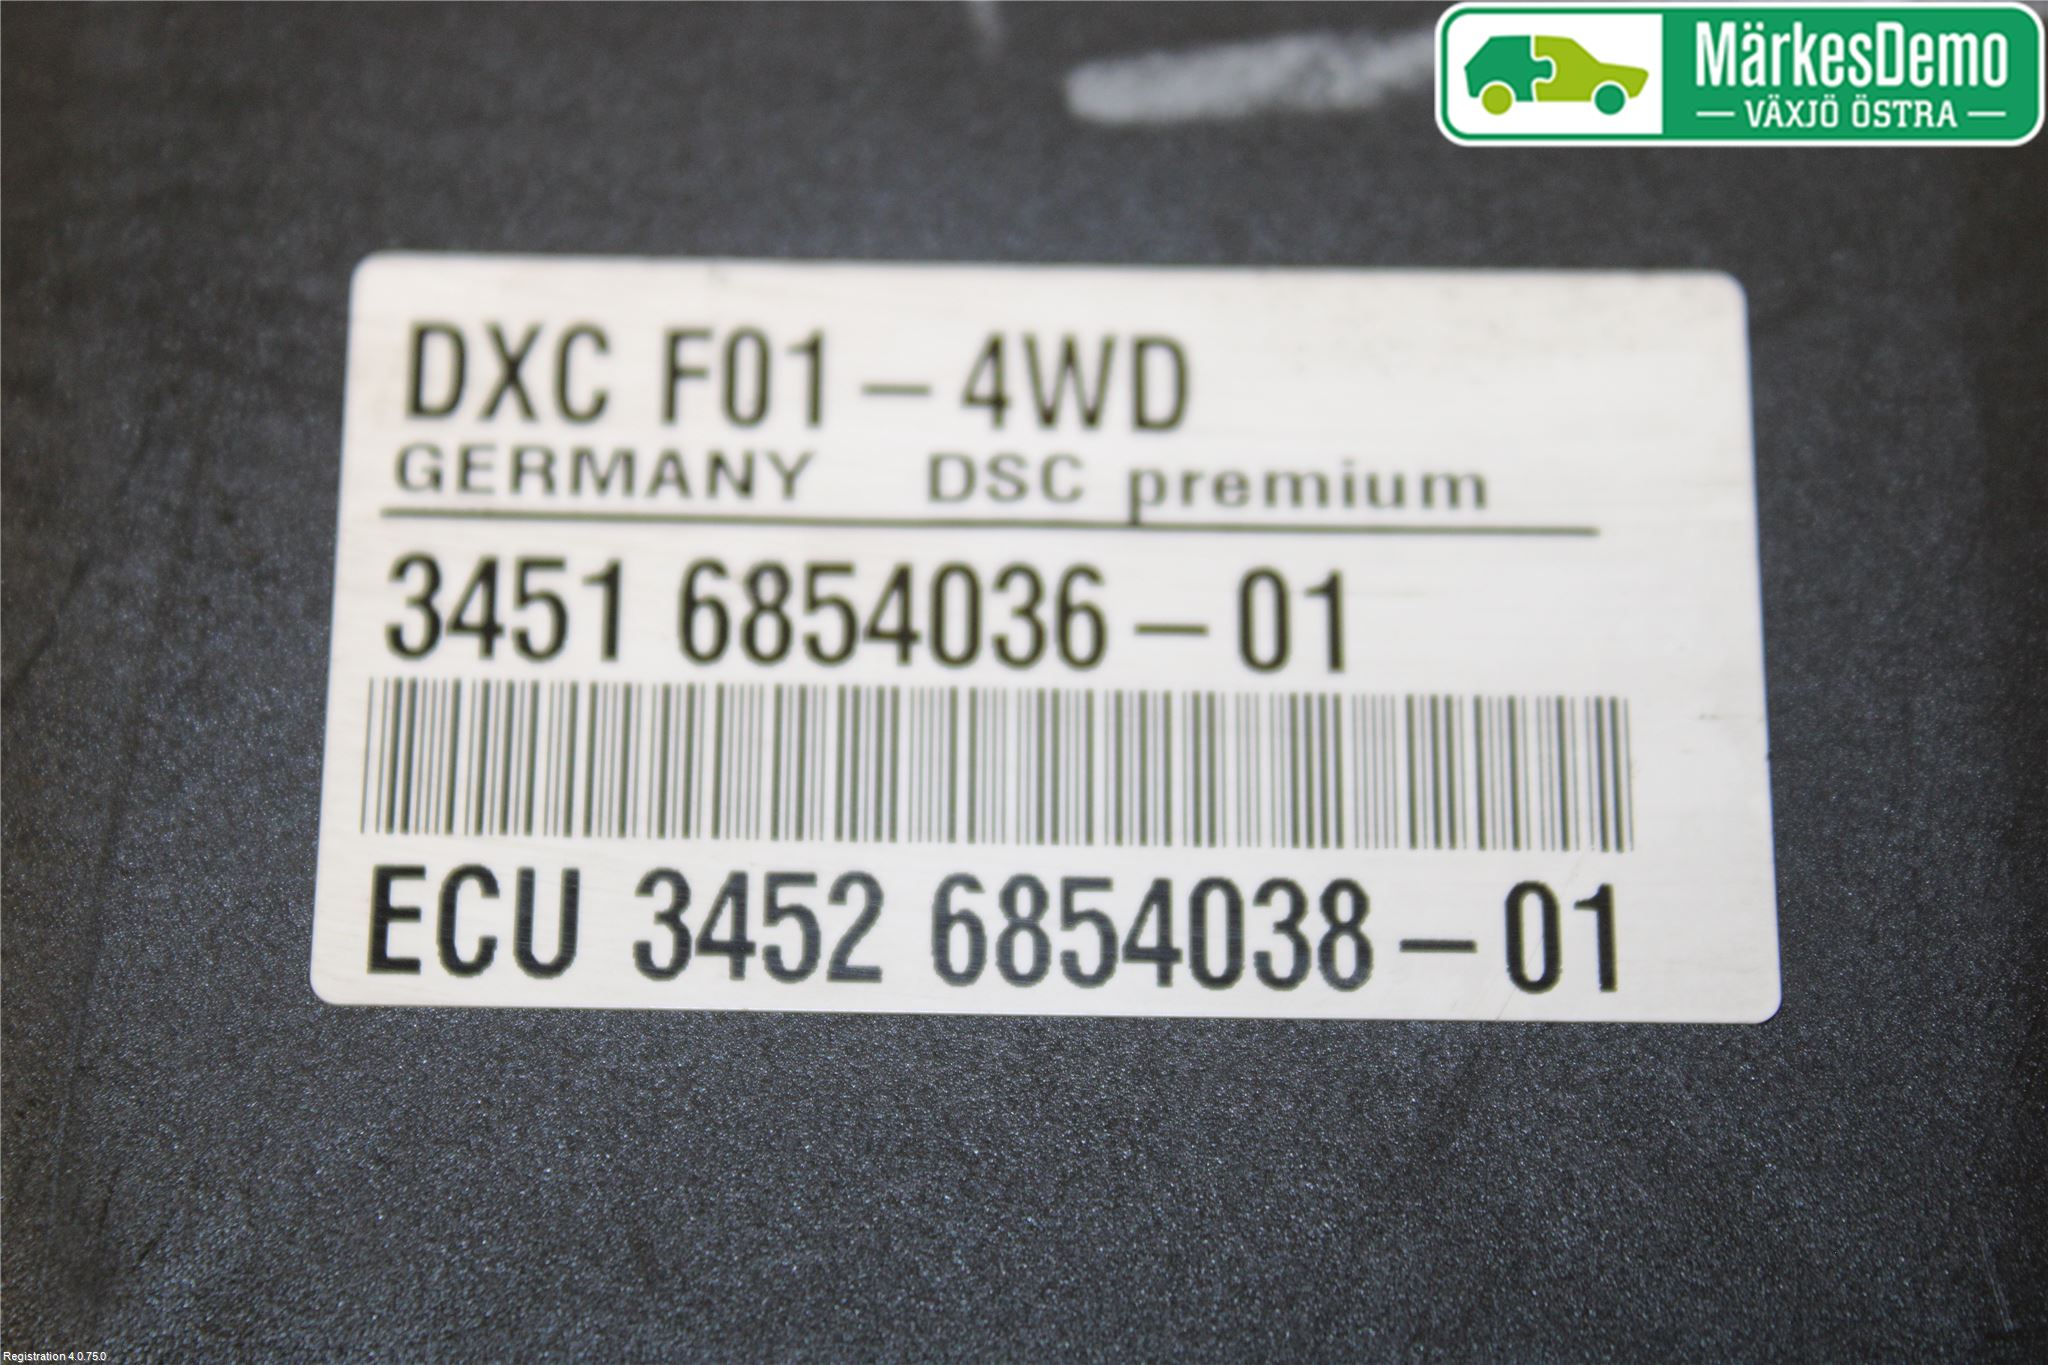 MärkesDemo
— VÄXJÖ ÖSTRA —
DXC F01 – 4WD
GERMANY DSC premium
3451 6854036 – 01
ECU 3452 6854038 – 01
Registration 4.0.75.0